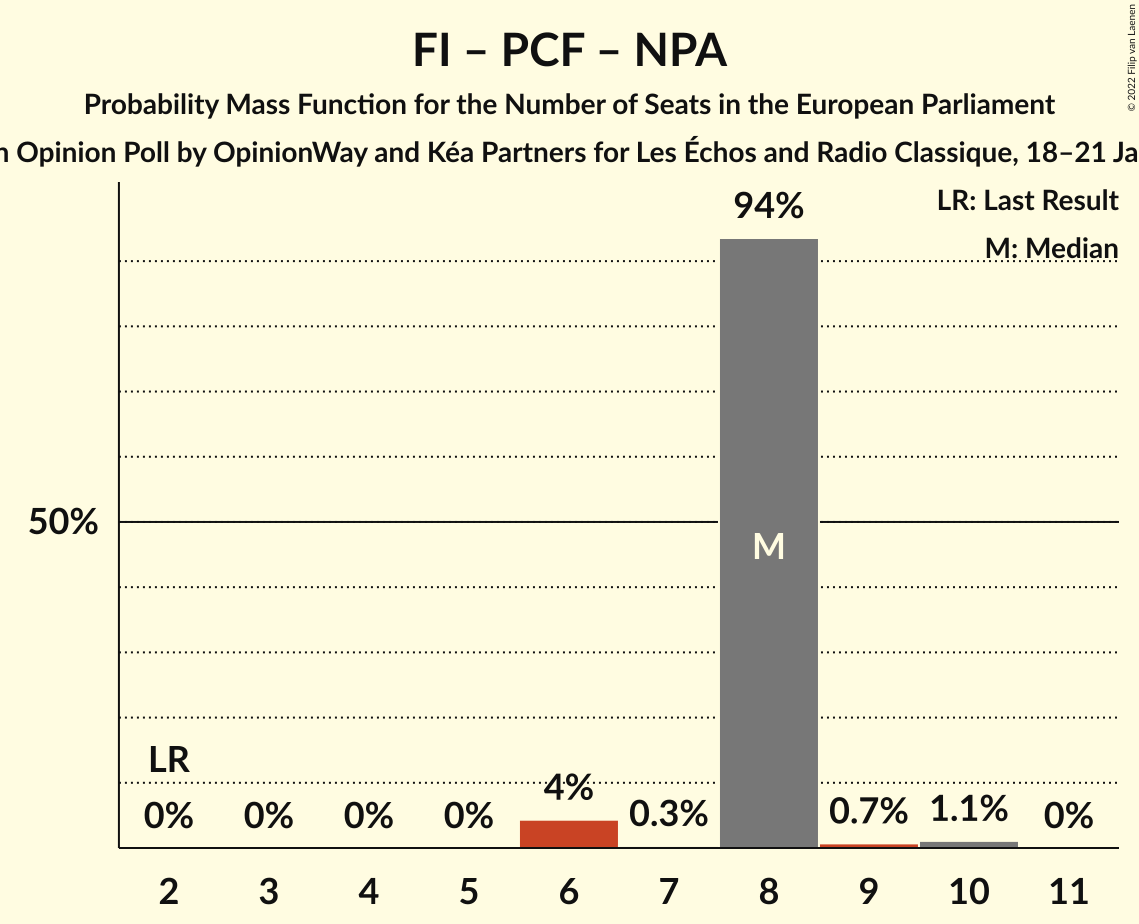 FI – PCF – NPA
Probability Mass Function for the Number of Seats in the European Parliament
Opinion Poll by OpinionWay and Kéa Partners for Les Échos and Radio Classique, 18–21
© 2022 Filip van Laenen
LR: Last Result
M: Median
94%
50%
M
LR
0% 0% 0% 0% 4% 0.3% 0.7% 1.1% 0%
2 3 4 5 6 7 8 9 10 11